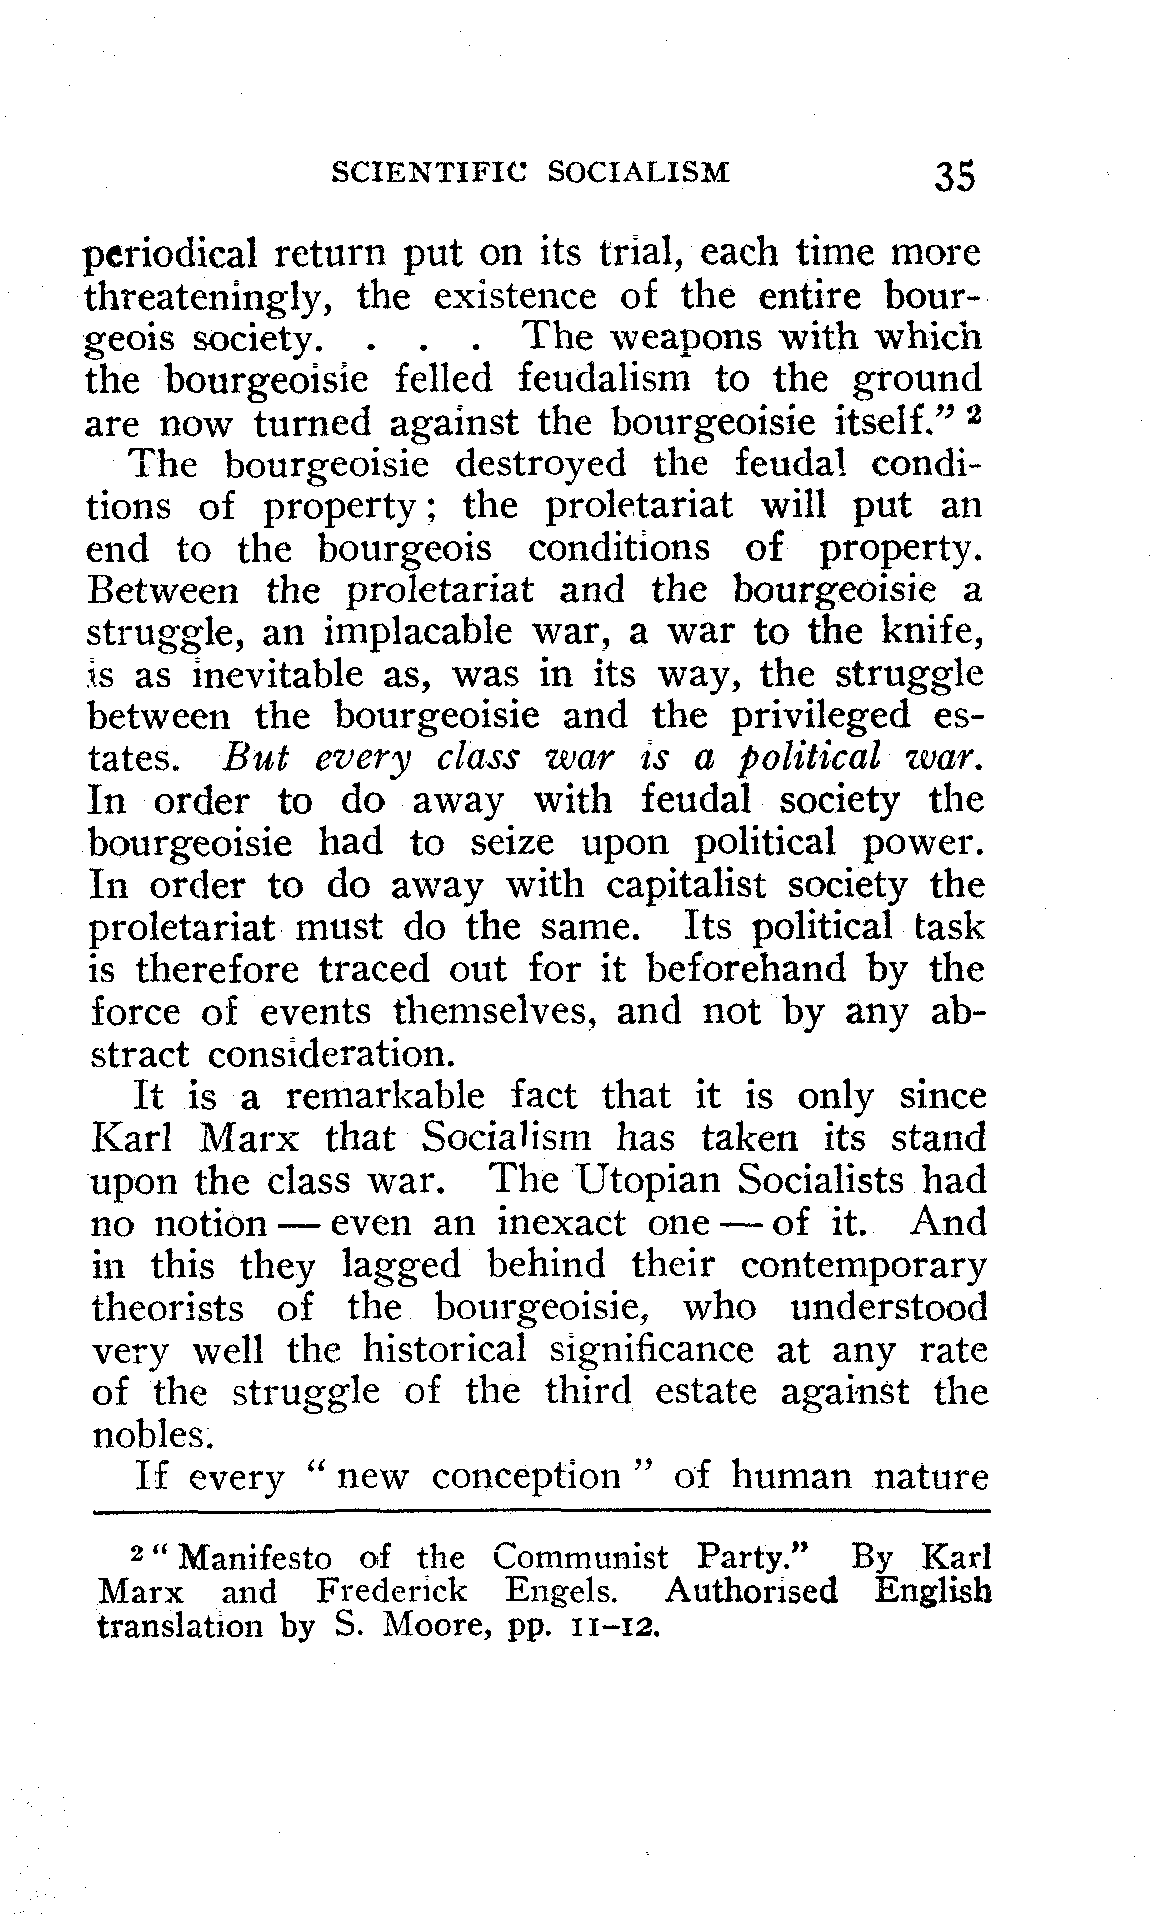 SCIENTIFIC SOCIALISM 35
periodical return put on its trial, each time more
threateningly, the existence of the entire bour-
geois society. . . . The weapons with which
the bourgeoisie felled feudalism to the ground
are now turned against the bourgeoisie itself.” ²
The bourgeoisie destroyed the feudal condi-
tions of property; the proletariat will put an
end to the bourgeois conditions of property.
Between the proletariat and the bourgeoisie a
struggle, an implacable war, a war to the knife,
is as inevitable as, was in its way, the struggle
between the bourgeoisie and the privileged es-
tates. But every class war is a political war.
In order to do away with feudal society the
bourgeoisie had to seize upon political power.
In order to do away with capitalist society the
proletariat must do the same. Its political task
is therefore traced out for it beforehand by the
force of events themselves, and not by any ab-
stract consideration.
It is a remarkable fact that it is only since
Karl Marx that Socialism has taken its stand
upon the class war. The Utopian Socialists had
no notion — even an inexact one — of it. And
in this they lagged behind their contemporary
theorists of the bourgeoisie, who understood
very well the historical significance at any rate
of the struggle of the third estate against the
nobles.
If every “ new conception ” of human nature
² “ Manifesto of the Communist Party.” By Karl
Marx and Frederick Engels. Authorised English
translation by S. Moore, pp. 11–12.